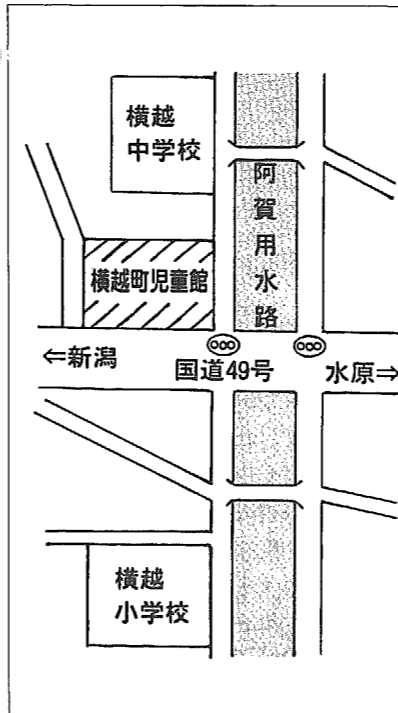 横越
中学校
阿賀用水路
横越町児童館
⇐新潟
国道49号
水原⇒
横越
小学校